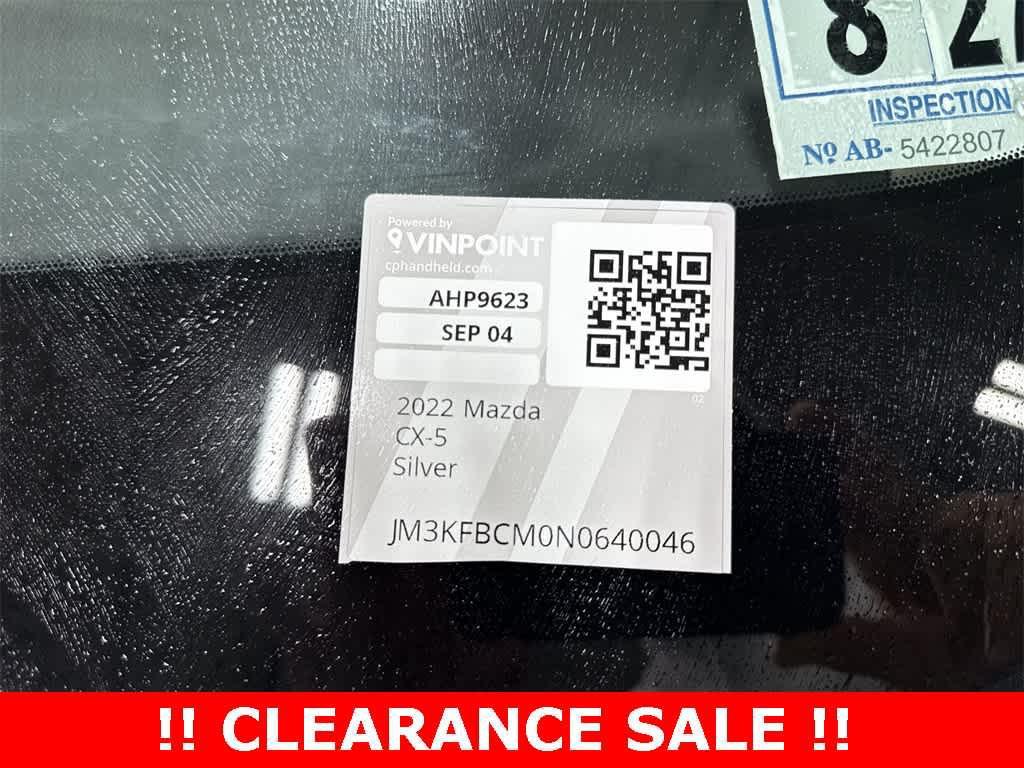 8 2
INSPECTION
Nº AB- 5422807
Powered by
VINPOINT
cphandheld.com
AHP9623
SEP 04
02
2022 Mazda
CX-5
Silver
JM3KFBCM0N0640046
!! CLEARANCE SALE !!